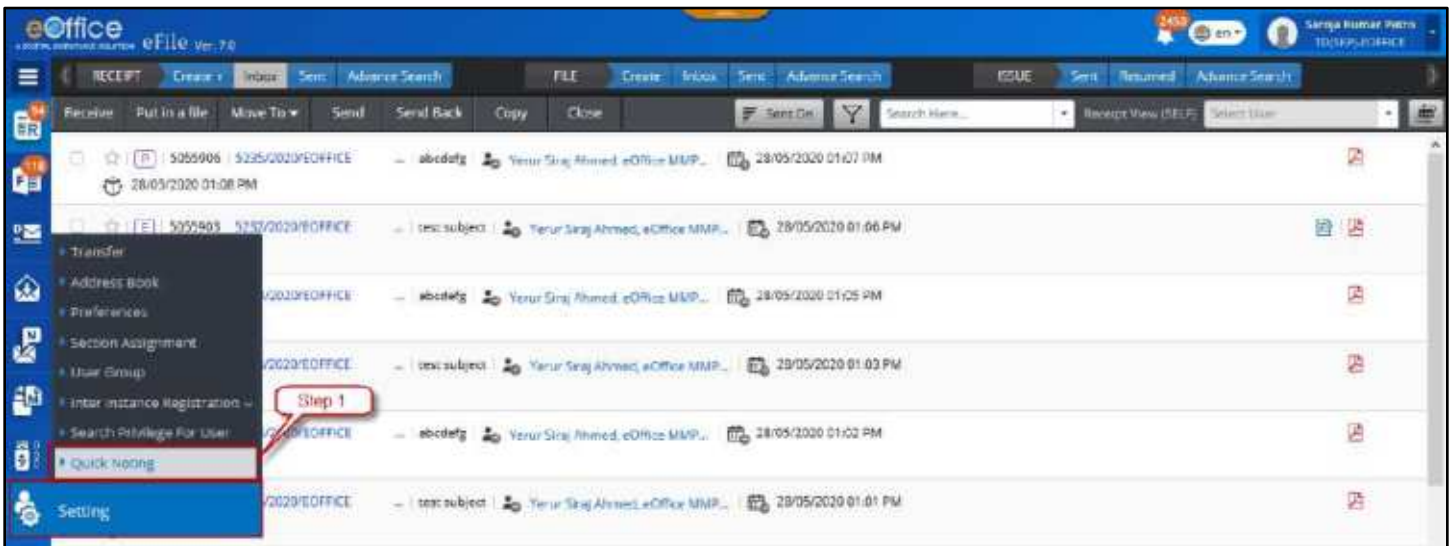 eOffice
eFile Ver. 7.0
2453
en
Saroja Kumar Patra
RECEIPT Create Inbox Sent Advance Search FILE Create Inbox Sent Advance Search ISSUE Sent Returned Advance Search
Receive Put in a file Move To Send Send Back Copy Close Search Here... Receipt View (SELF) Select User
P 5055906 5235/2020/EOFFICE ... abcdefg Yerur Siraj Ahmed, eOffice MMP... 28/05/2020 01:07 PM
28/05/2020 01:08 PM
E ... test subject Yerur Siraj Ahmed, eOffice MMP... 28/05/2020 01:06 PM
Transfer
Address Book
/2020/EOFFICE ... abcdefg Yerur Siraj Ahmed, eOffice MMP... 28/05/2020 01:05 PM
Preferences
Section Assignment
/2020/EOFFICE ... test subject Yerur Siraj Ahmed, eOffice MMP... 28/05/2020 01:03 PM
User Group
Inter Instance Registration
Step 1
Search Privilege For User
/2020/EOFFICE ... abcdefg Yerur Siraj Ahmed, eOffice MMP... 28/05/2020 01:02 PM
Quick Noting
Setting
/2020/EOFFICE ... test subject Yerur Siraj Ahmed, eOffice MMP... 28/05/2020 01:01 PM